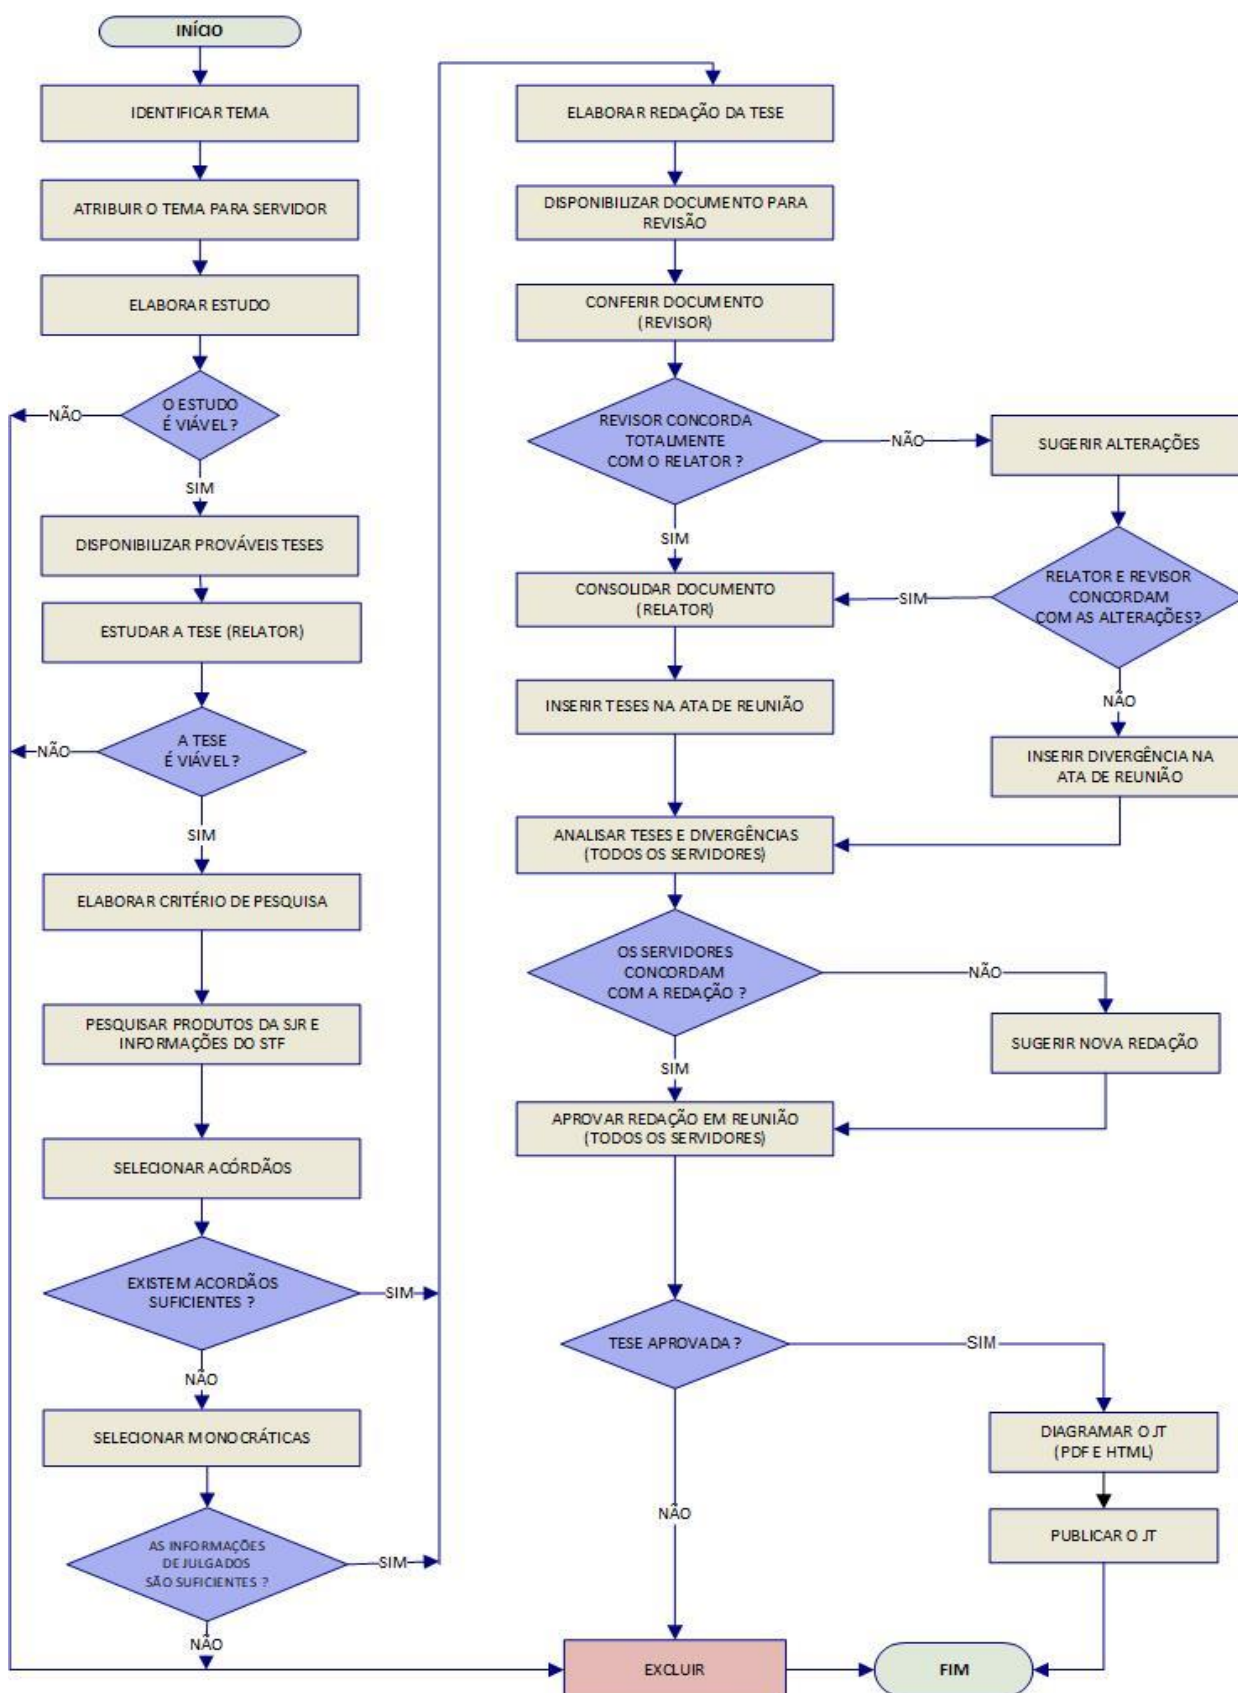 INÍCIO
IDENTIFICAR TEMA
ATRIBUIR O TEMA PARA SERVIDOR
ELABORAR ESTUDO
O ESTUDO
É VIÁVEL ?
NÃO
SIM
DISPONIBILIZAR PROVÁVEIS TESES
ESTUDAR A TESE (RELATOR)
A TESE
É VIÁVEL ?
NÃO
SIM
ELABORAR CRITÉRIO DE PESQUISA
PESQUISAR PRODUTOS DA SJR E
INFORMAÇÕES DO STF
SELECIONAR ACÓRDÃOS
EXISTEM ACORDÃOS
SUFICIENTES ?
SIM
NÃO
SELECIONAR MONOCRÁTICAS
AS INFORMAÇÕES
DE JULGADOS
SÃO SUFICIENTES ?
SIM
NÃO
ELABORAR REDAÇÃO DA TESE
DISPONIBILIZAR DOCUMENTO PARA
REVISÃO
CONFERIR DOCUMENTO
(REVISOR)
REVISOR CONCORDA
TOTALMENTE
COM O RELATOR ?
NÃO
SUGERIR ALTERAÇÕES
SIM
RELATOR E REVISOR
CONCORDAM
COM AS ALTERAÇÕES?
SIM
NÃO
CONSOLIDAR DOCUMENTO
(RELATOR)
INSERIR TESES NA ATA DE REUNIÃO
INSERIR DIVERGÊNCIA NA
ATA DE REUNIÃO
ANALISAR TESES E DIVERGÊNCIAS
(TODOS OS SERVIDORES)
OS SERVIDORES
CONCORDAM
COM A REDAÇÃO ?
NÃO
SUGERIR NOVA REDAÇÃO
SIM
APROVAR REDAÇÃO EM REUNIÃO
(TODOS OS SERVIDORES)
TESE APROVADA ?
SIM
DIAGRAMAR O JT
(PDF E HTML)
PUBLICAR O JT
NÃO
EXCLUIR
FIM